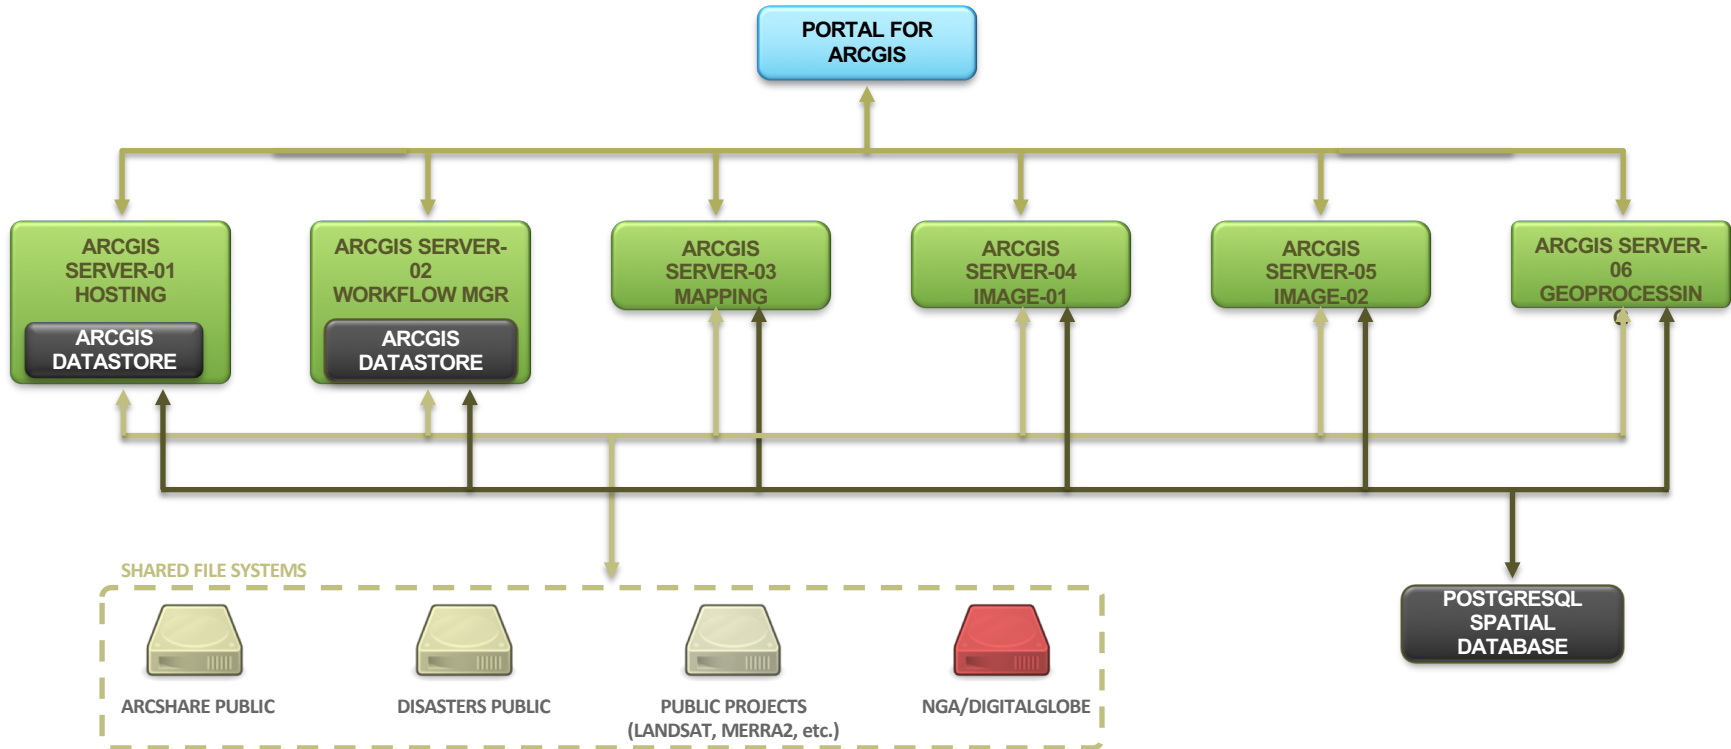 PORTAL FOR
ARCGIS
ARCGIS
SERVER-01
HOSTING
ARCGIS
DATASTORE
ARCGIS SERVER-
02
WORKFLOW MGR
ARCGIS
DATASTORE
ARCGIS
SERVER-03
MAPPING
ARCGIS
SERVER-04
IMAGE-01
ARCGIS
SERVER-05
IMAGE-02
ARCGIS SERVER-
06
GEOPROCESSIN
G
SHARED FILE SYSTEMS
ARCSHARE PUBLIC
DISASTERS PUBLIC
PUBLIC PROJECTS
(LANDSAT, MERRA2, etc.)
NGA/DIGITALGLOBE
POSTGRESQL
SPATIAL
DATABASE